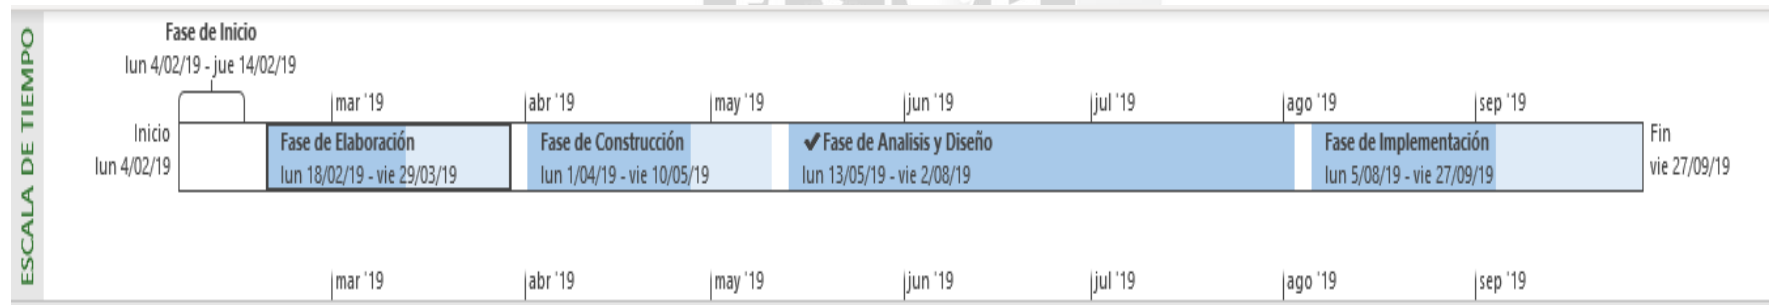 ESCALA DE TIEMPO
Fase de Inicio
lun 4/02/19 - jue 14/02/19
mar '19
abr '19
may '19
jun '19
jul '19
ago '19
sep '19
Inicio
lun 4/02/19
Fase de Elaboración
lun 18/02/19 - vie 29/03/19
Fase de Construcción
lun 1/04/19 - vie 10/05/19
✔Fase de Analisis y Diseño
lun 13/05/19 - vie 2/08/19
Fase de Implementación
lun 5/08/19 - vie 27/09/19
Fin
vie 27/09/19
mar '19
abr '19
may '19
jun '19
jul '19
ago '19
sep '19